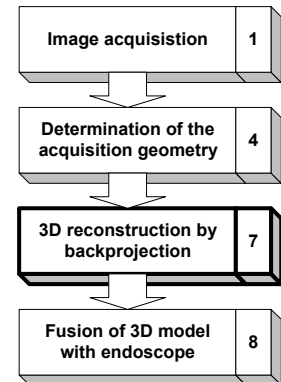 Image acquisistion 1
Determination of the
acquisition geometry 4
3D reconstruction by
backprojection 7
Fusion of 3D model
with endoscope 8